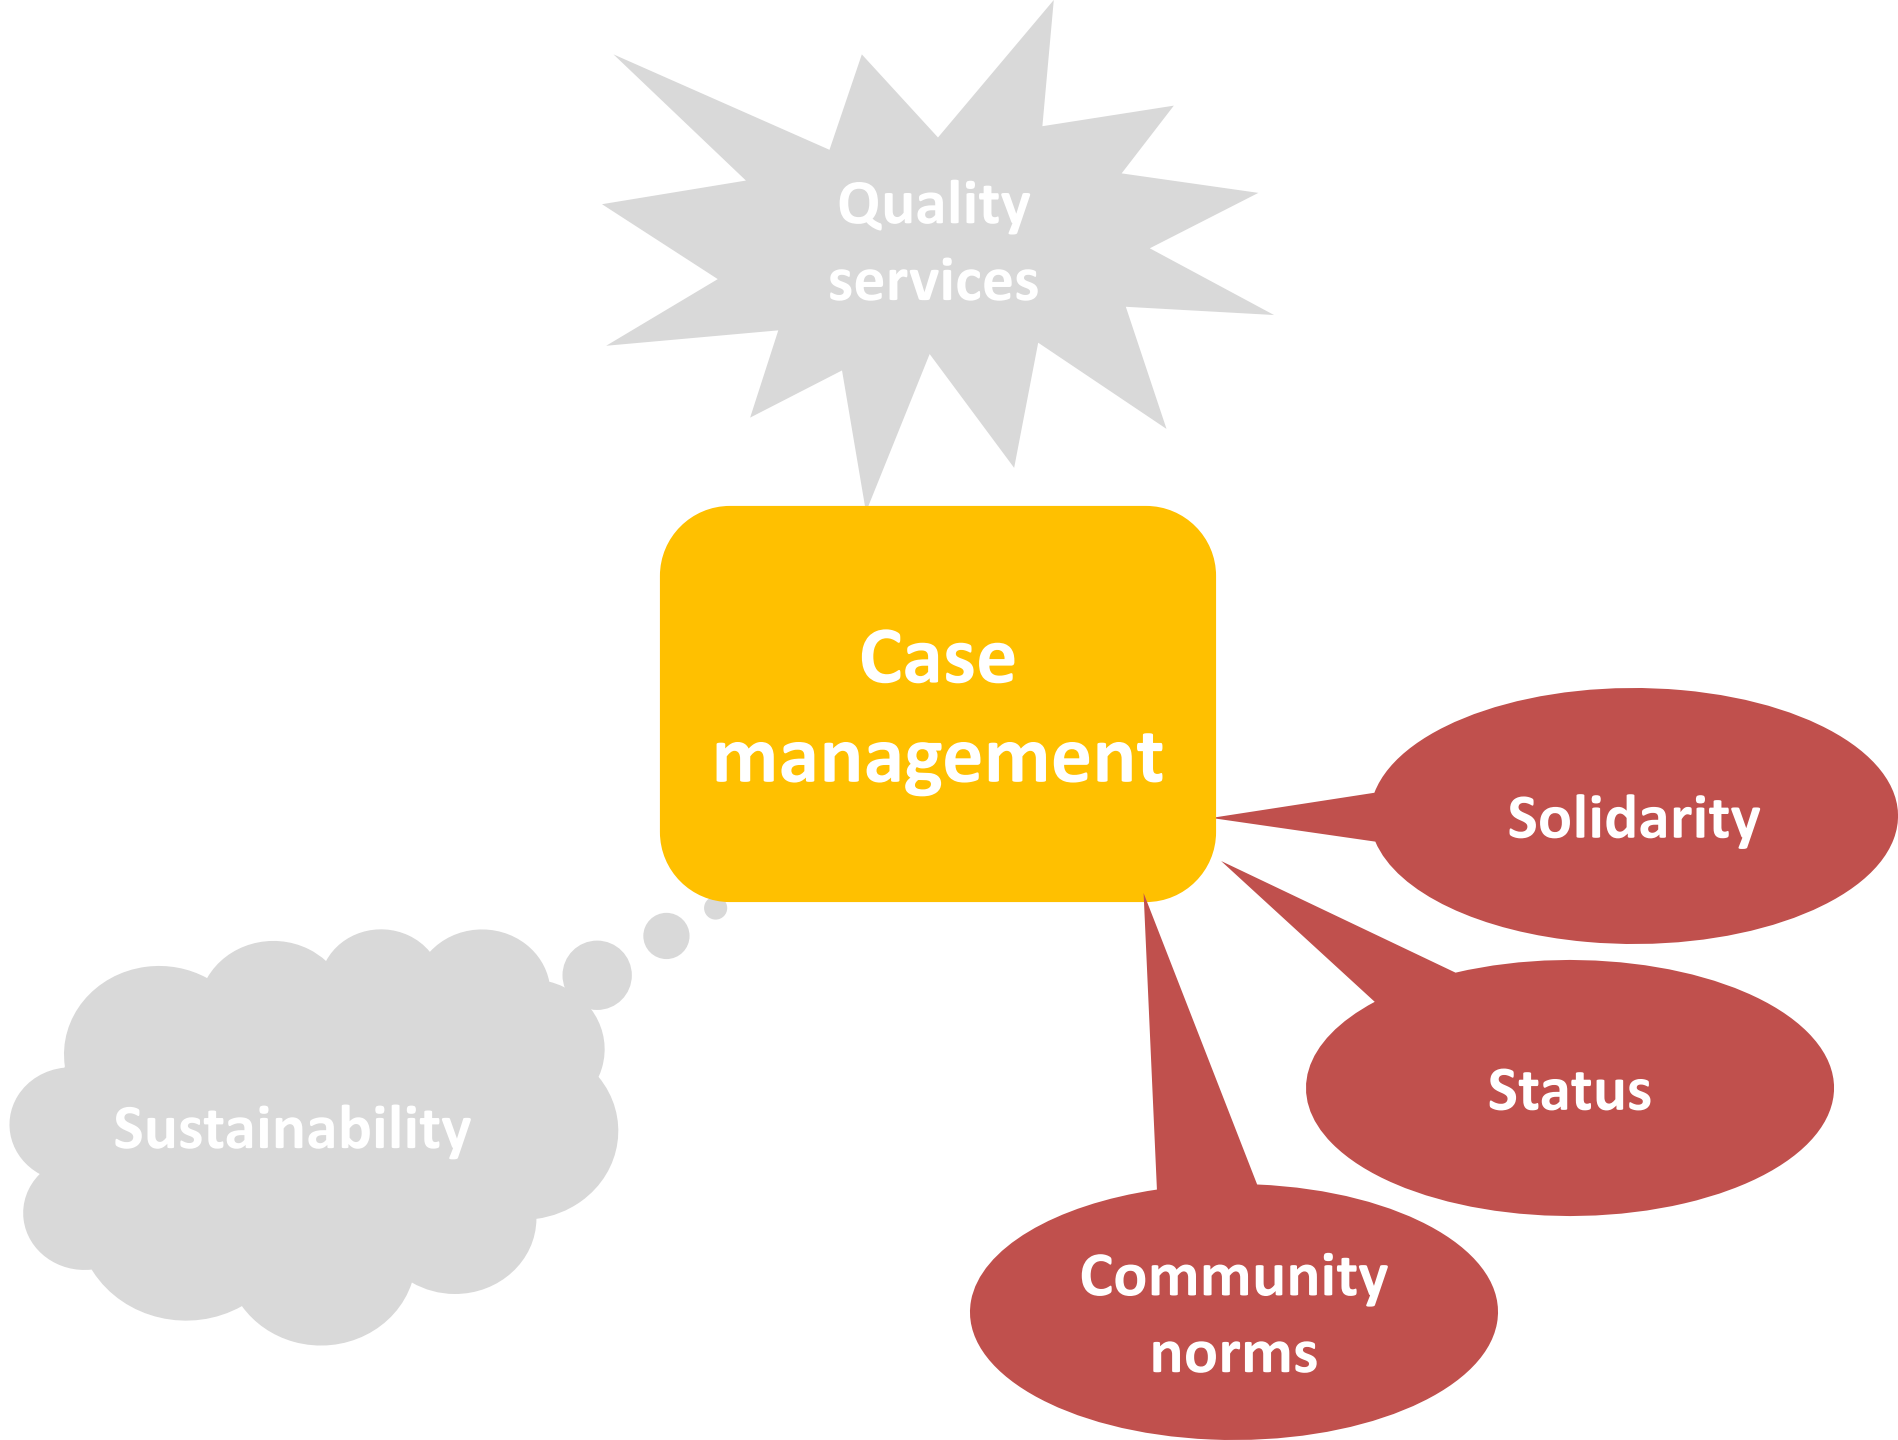 Quality
services
Case
management
Solidarity
Status
Sustainability
Community
norms